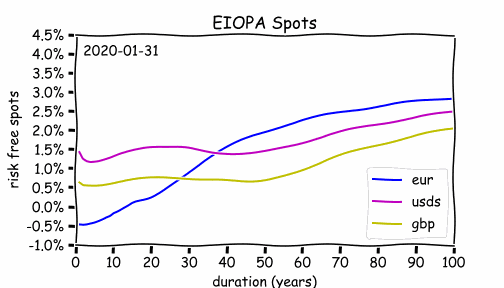 EIOPA Spots
4.5%
4.0%
3.5%
3.0%
2.5%
2.0%
1.5%
1.0%
0.5%
0.0%
-0.5%
-1.0%
risk free spots
2020-01-31
eur
usds
gbp
0 10 20 30 40 50 60 70 80 90 100
duration (years)